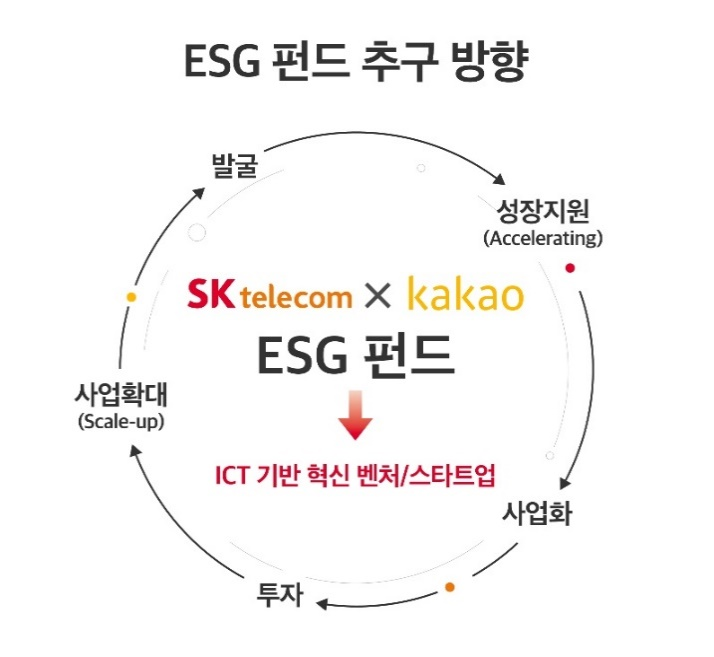 ESG 펀드 추구 방향
발굴
성장지원
(Accelerating)
SK telecom × kakao
ESG 펀드
ICT 기반 혁신 벤처/스타트업
사업확대
(Scale-up)
사업화
투자